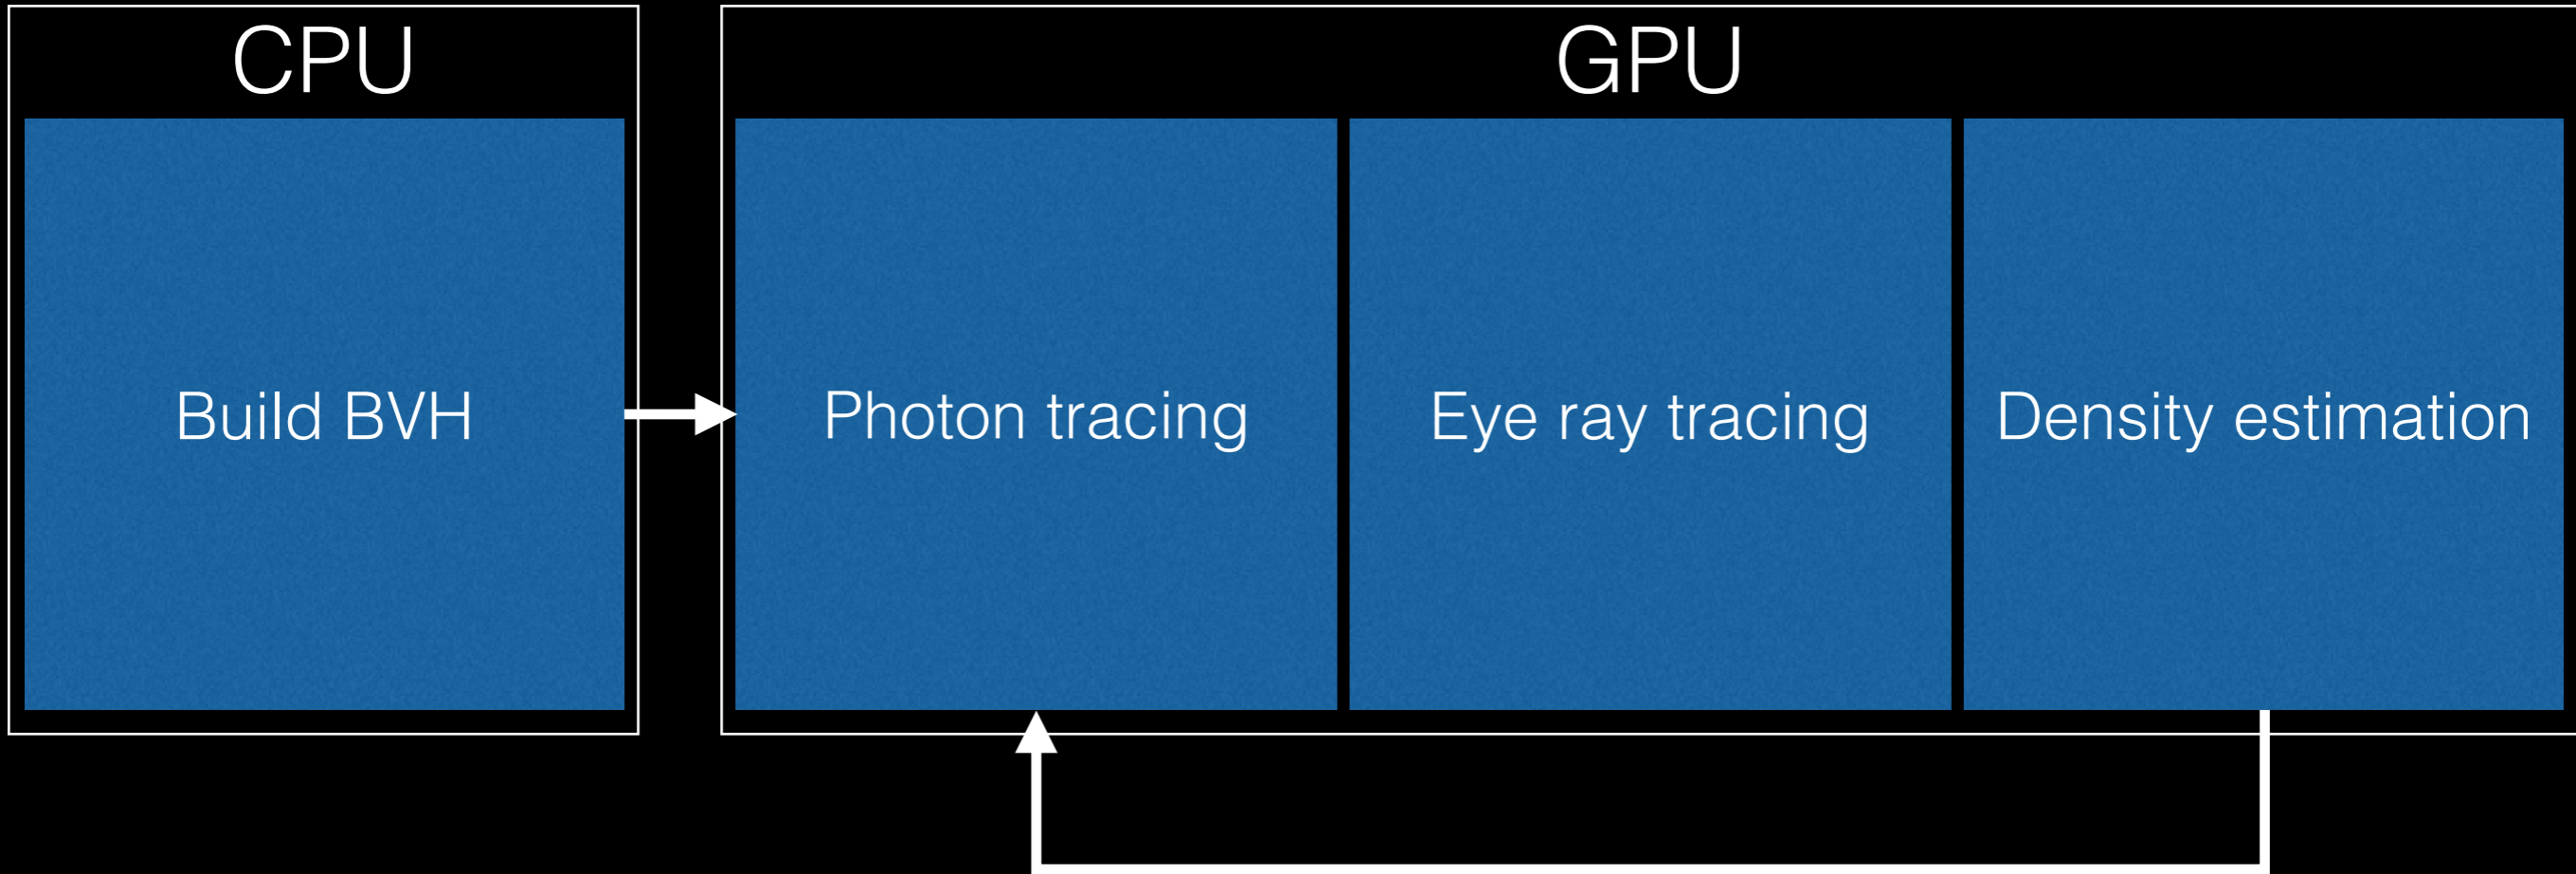 CPU
GPU
Build BVH
Photon tracing
Eye ray tracing
Density estimation